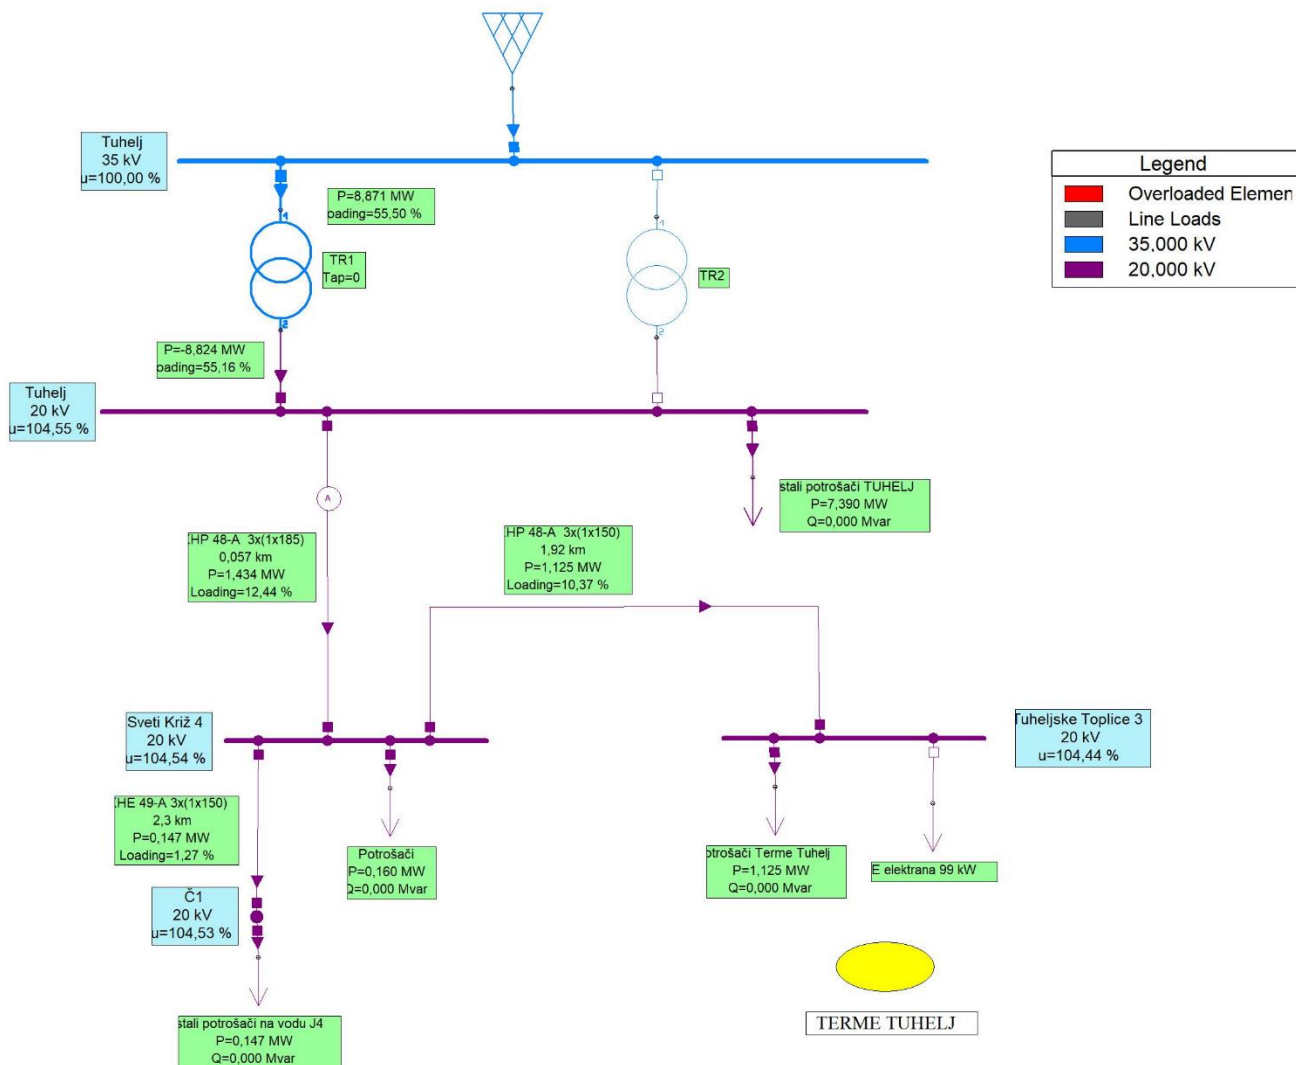 Tuhelj
35 kV
u=100,00 %
P=8,871 MW
oading=55,50 %
1
1
TR1
Tap=0
TR2
2
2
P=-8,824 MW
oading=55,16 %
Tuhelj
20 kV
u=104,55 %
Legend
Overloaded Elemen
Line Loads
35,000 kV
20,000 kV
A
stali potrošači TUHELJ
P=7,390 MW
Q=0,000 Mvar
KHP 48-A 3x(1x185)
0,057 km
P=1,434 MW
Loading=12,44 %
KHP 48-A 3x(1x150)
1,92 km
P=1,125 MW
Loading=10,37 %
Sveti Križ 4
20 kV
u=104,54 %
Tuheljske Toplice 3
20 kV
u=104,44 %
KHE 49-A 3x(1x150)
2,3 km
P=0,147 MW
Loading=1,27 %
Potrošači
P=0,160 MW
Q=0,000 Mvar
otrošači Terme Tuhelj
P=1,125 MW
Q=0,000 Mvar
E elektrana 99 kW
Č1
20 kV
u=104,53 %
stali potrošači na vodu J4
P=0,147 MW
Q=0,000 Mvar
TERME TUHELJ